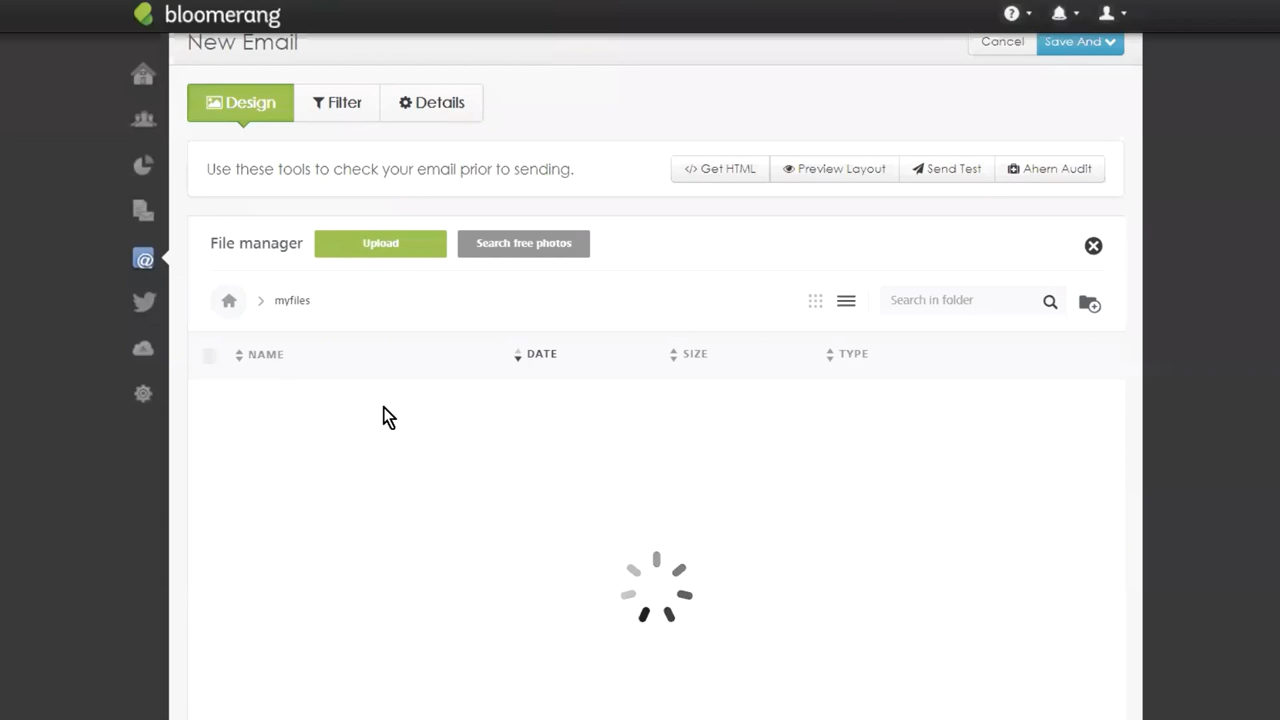 bloomerang
New Email
Cancel
Save And
Design
Filter
Details
Use these tools to check your email prior to sending.
</> Get HTML
Preview Layout
Send Test
Ahern Audit
File manager
Upload
Search free photos
> myfiles
Search in folder
NAME
DATE
SIZE
TYPE